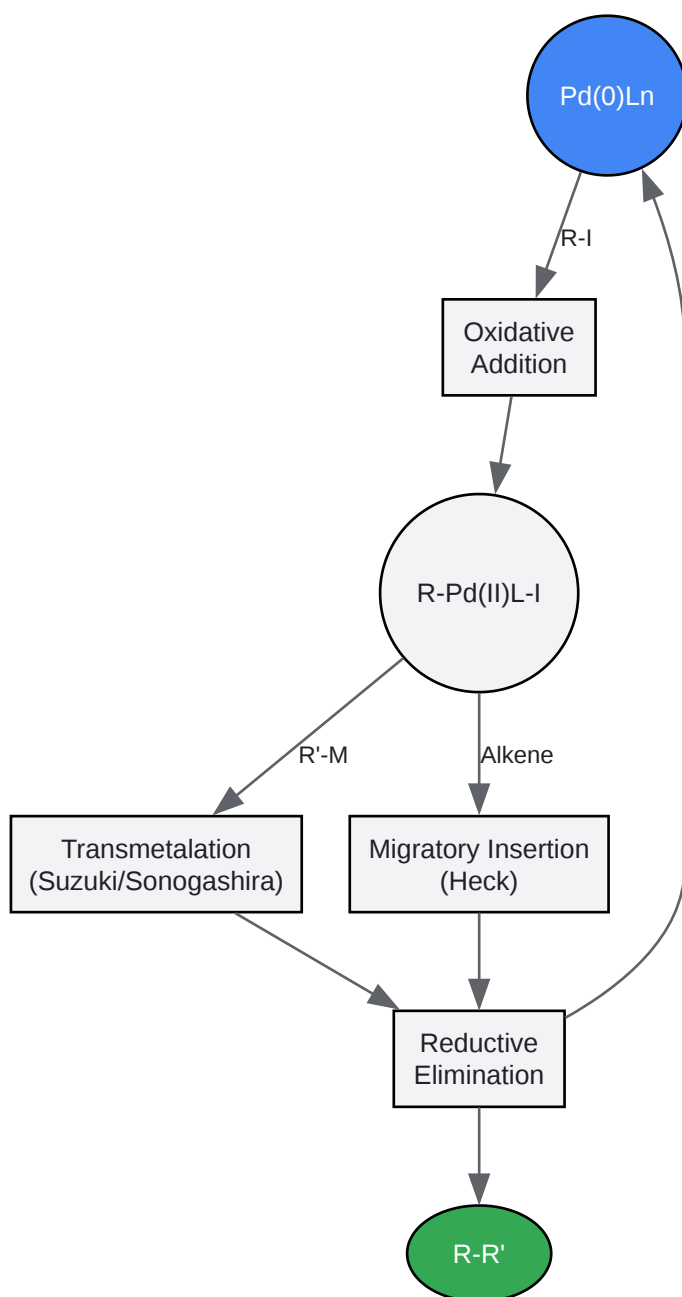 Pd(0)Ln
R-I
Oxidative
Addition
R-Pd(II)L-I
R'-M
Alkene
Transmetalation
(Suzuki/Sonogashira)
Migratory Insertion
(Heck)
Reductive
Elimination
R-R'